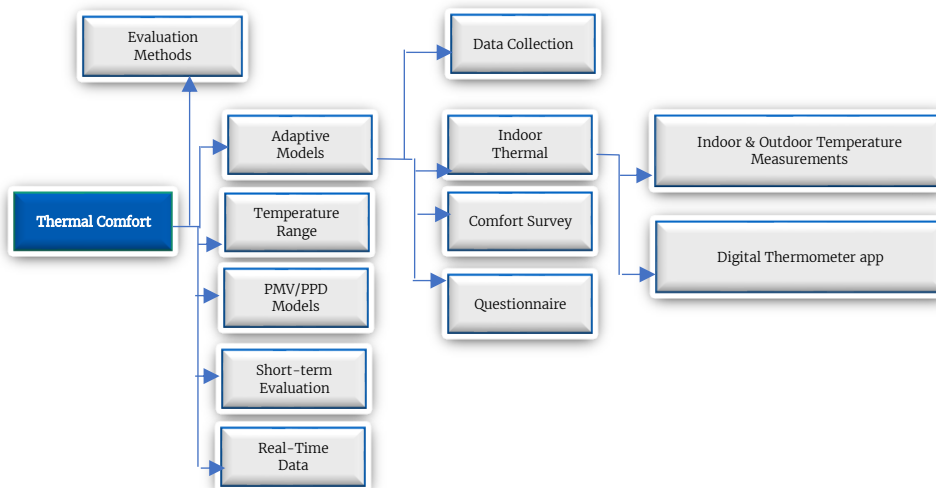 Evaluation
Methods
Data Collection
Adaptive
Models
Indoor
Thermal
Indoor & Outdoor Temperature
Measurements
Thermal Comfort
Temperature
Range
Comfort Survey
Digital Thermometer app
PMV/PPD
Models
Questionnaire
Short-term
Evaluation
Real-Time
Data